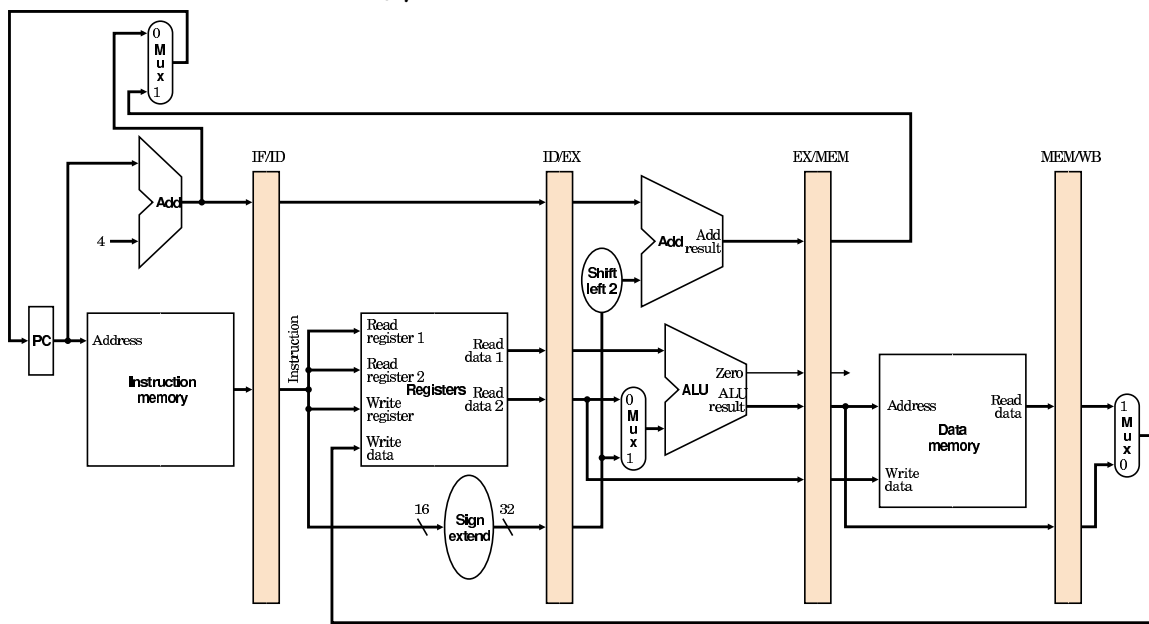 0
M
u
x
1
IF/ID
ID/EX
EX/MEM
MEM/WB
Add
4
Add
Add
result
Shift
left 2
PC
Address
Instruction
memory
Instruction
Read
register 1
Read
register 2
Write
register
Write
data
Registers
Read
data 1
Read
data 2
0
M
u
x
1
Zero
ALU
ALU
result
Address
Read
data
Data
memory
Write
data
1
M
u
x
0
16
Sign
extend
32